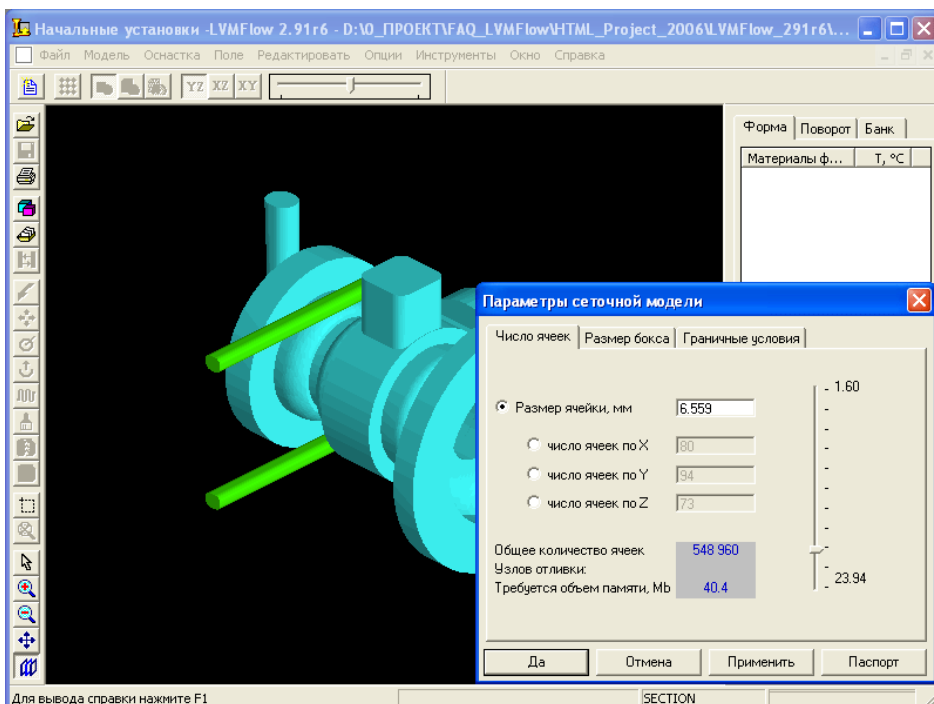 Начальные установки -LVMFlow 2.91r6 - D:\0_ПРОЕКТ\FAQ_LVMFlow\HTML_Project_2006\LVMFlow_291r6\...
Файл Модель Оснастка Поле Редактировать Опции Инструменты Окно Справка
YZ XZ XY
Форма Поворот Банк
Материалы ф... T, °C
Параметры сеточной модели
Число ячеек Размер бокса Граничные условия
1.60
Размер ячейки, мм 6.559
число ячеек по X 80
число ячеек по Y 94
число ячеек по Z 73
Общее количество ячеек 548 960
Узлов отливки:
23.94
Требуется объем памяти, Mb 40.4
Да Отмена Применить Паспорт
Для вывода справки нажмите F1 SECTION